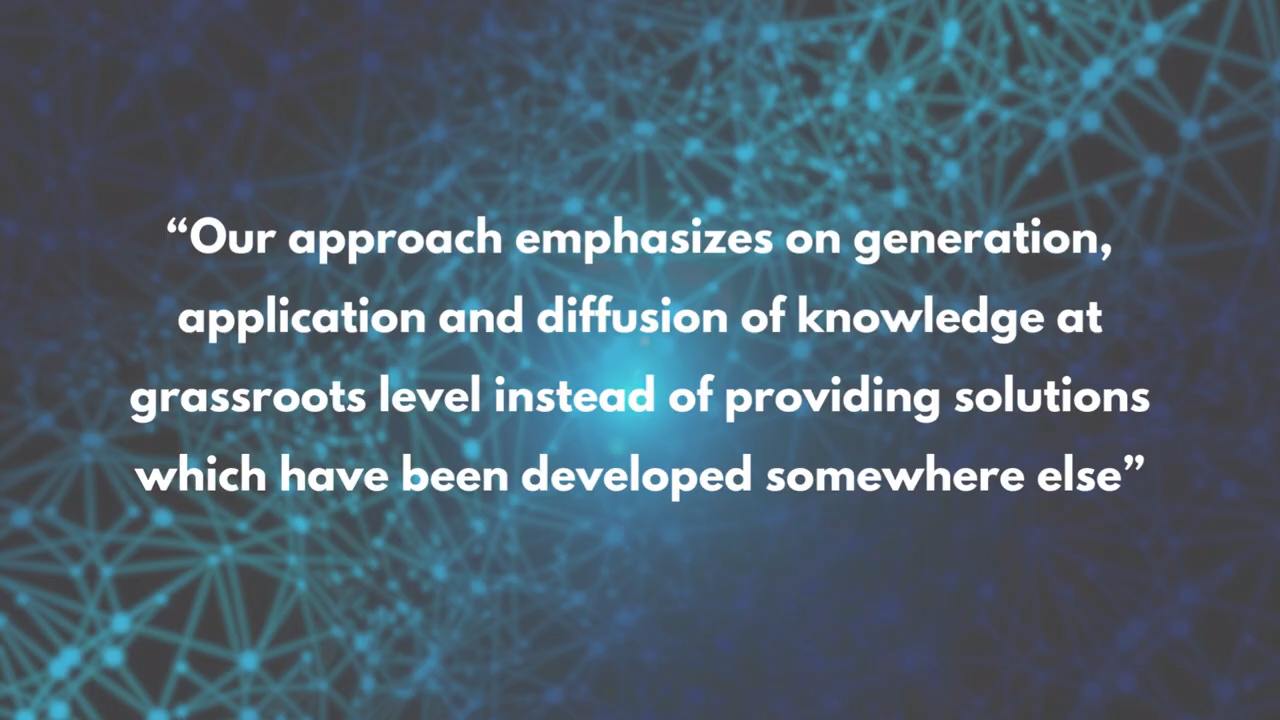 “Our approach emphasizes on generation,
application and diffusion of knowledge at
grassroots level instead of providing solutions
which have been developed somewhere else”